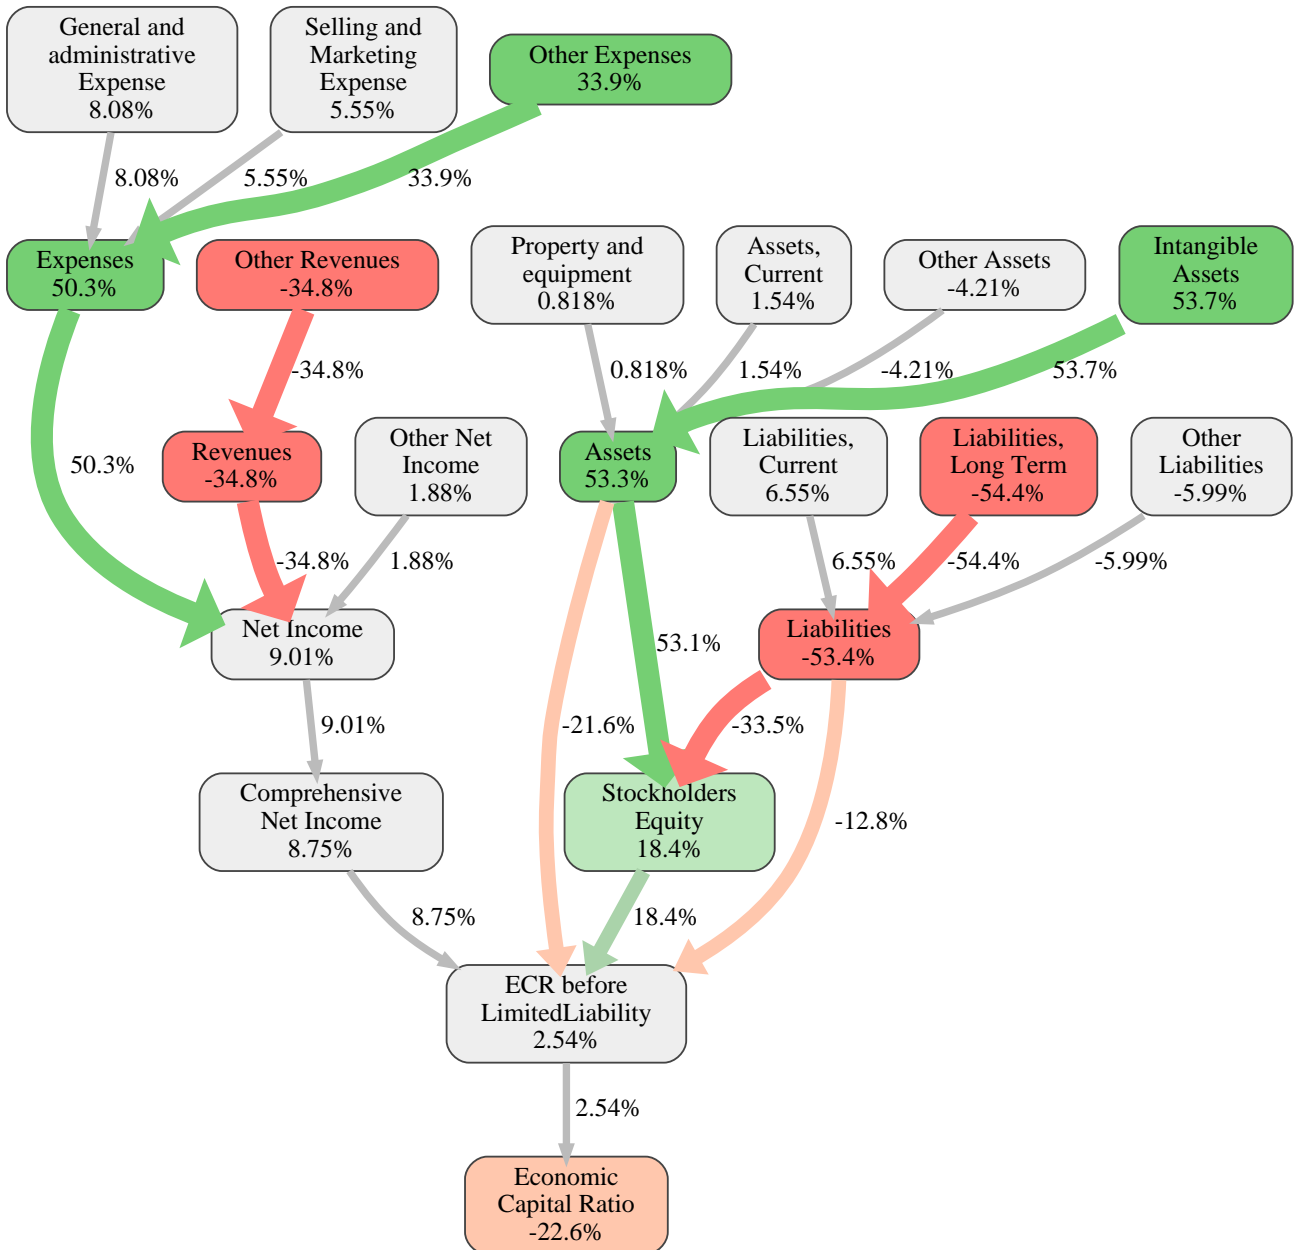 General and
administrative
Expense
8.08%
Selling and
Marketing
Expense
5.55%
Other Expenses
33.9%
8.08%
5.55%
33.9%
Expenses
50.3%
Other Revenues
-34.8%
Property and
equipment
0.818%
Assets,
Current
1.54%
Other Assets
-4.21%
Intangible
Assets
53.7%
-34.8%
0.818%
1.54%
-4.21%
53.7%
50.3%
Revenues
-34.8%
Other Net
Income
1.88%
Assets
53.3%
Liabilities,
Current
6.55%
Liabilities,
Long Term
-54.4%
Other
Liabilities
-5.99%
-34.8%
1.88%
6.55%
-54.4%
-5.99%
Net Income
9.01%
53.1%
Liabilities
-53.4%
9.01%
-21.6%
-33.5%
Comprehensive
Net Income
8.75%
Stockholders
Equity
18.4%
-12.8%
8.75%
18.4%
ECR before
LimitedLiability
2.54%
2.54%
Economic
Capital Ratio
-22.6%